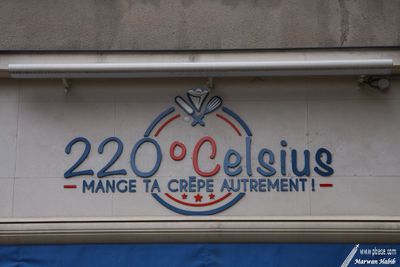 220°Celsius
MANGE TA CRÊPE AUTREMENT!
www.pbase.com
Marwan Habib